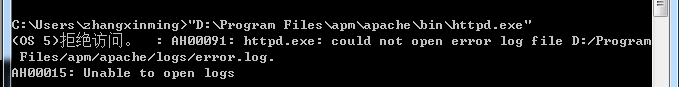 C:\Users\zhangxinming>"D:\Program Files\apm\apache\bin\httpd.exe"
(OS 5)拒绝访问。  : AH00091: httpd.exe: could not open error log file D:/Program
 Files/apm/apache/logs/error.log.
AH00015: Unable to open logs